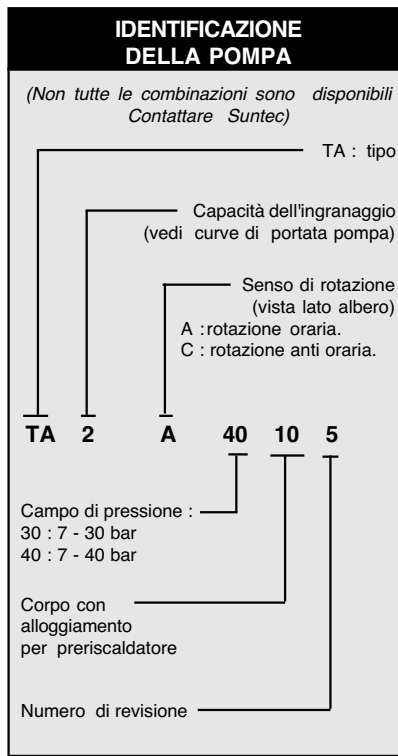 IDENTIFICAZIONE
DELLA POMPA
(Non tutte le combinazioni sono disponibili
Contattare Suntec)
TA : tipo
Capacità dell'ingranaggio
(vedi curve di portata pompa)
Senso di rotazione
(vista lato albero)
A : rotazione oraria.
C : rotazione anti oraria.
TA 2 A 40 10 5
Campo di pressione :
30 : 7 - 30 bar
40 : 7 - 40 bar
Corpo con
alloggiamento
per preriscaldatore
Numero di revisione